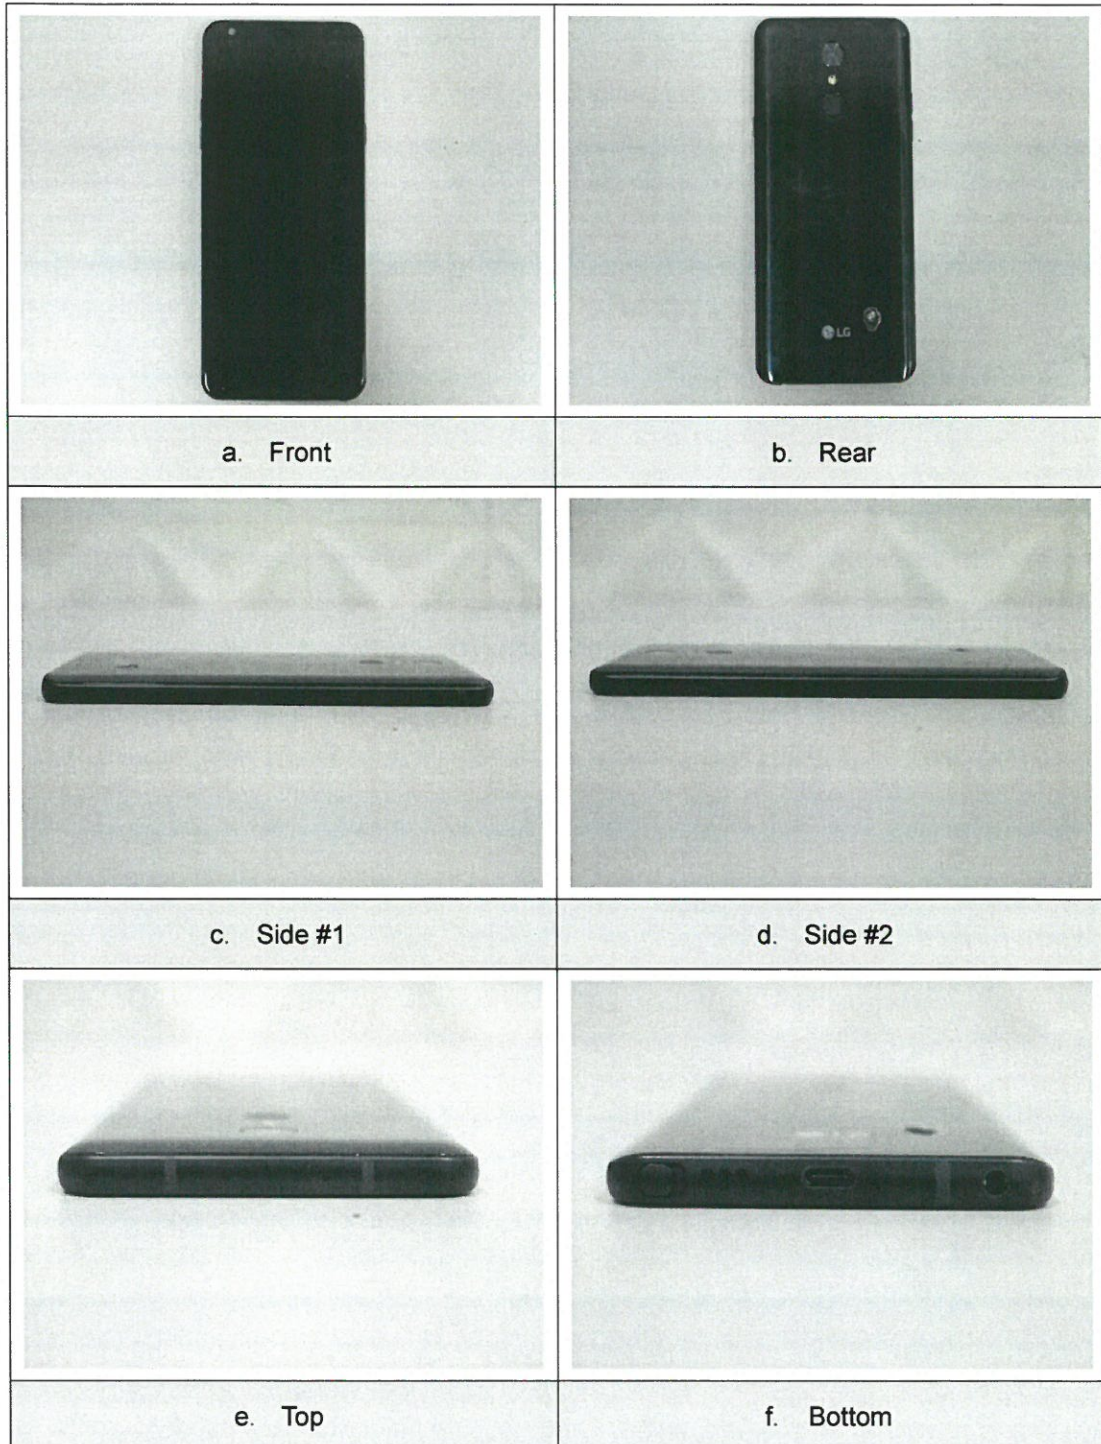 LG
a. Front
b. Rear
c. Side #1
d. Side #2
e. Top
f. Bottom